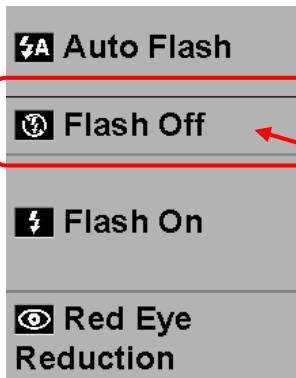 Auto Flash
Flash Off
Flash On
Red Eye
Reduction